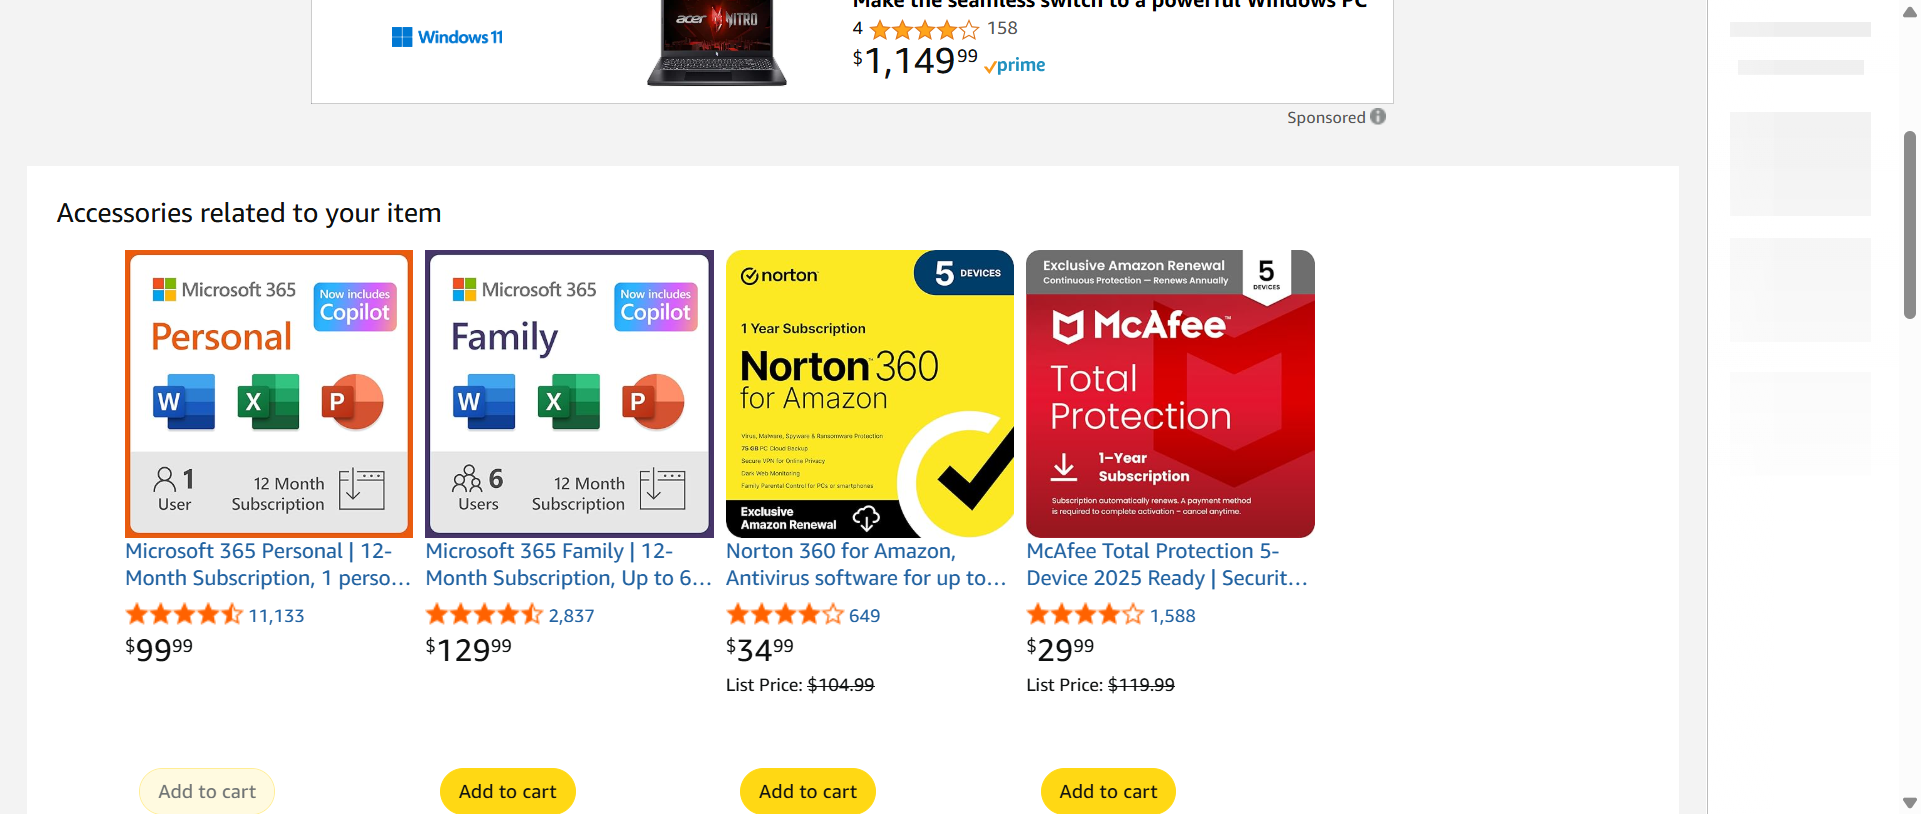 Make the seamless switch to a powerful Windows PC
Windows 11
acer NITRO
4 158
$1,149 99 prime
Sponsored
Accessories related to your item
Microsoft 365
Now includes
Copilot
Personal
W X P
1
User
12 Month
Subscription
Microsoft 365
Now includes
Copilot
Family
W X P
6
Users
12 Month
Subscription
norton
5 DEVICES
1 Year Subscription
Norton 360
for Amazon
Virus, Malware, Spyware & Ransomware Protection
75 GB PC Cloud Backup
Secure VPN for Online Privacy
Dark Web Monitoring
Family Parental Control for PCs or smartphones
Exclusive
Amazon Renewal
Exclusive Amazon Renewal
Continuous Protection — Renews Annually
5
DEVICES
McAfee™
Total
Protection
1-Year
Subscription
Subscription automatically renews. A payment method
is required to complete activation – cancel anytime.
Microsoft 365 Personal | 12-
Month Subscription, 1 perso...
11,133
$99 99
Microsoft 365 Family | 12-
Month Subscription, Up to 6...
2,837
$129 99
Norton 360 for Amazon,
Antivirus software for up to...
649
$34 99
List Price: $104.99
McAfee Total Protection 5-
Device 2025 Ready | Securit...
1,588
$29 99
List Price: $119.99
Add to cart
Add to cart
Add to cart
Add to cart